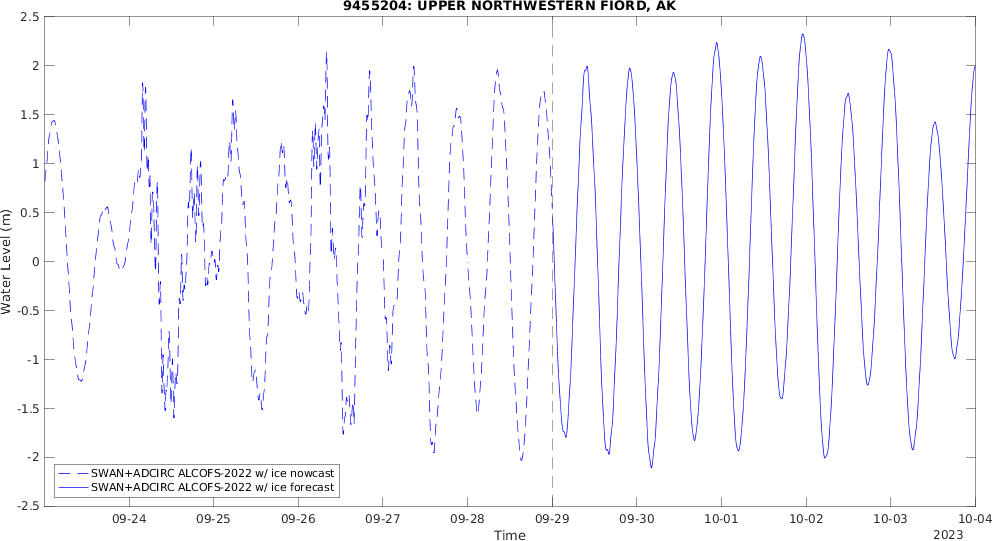 9455204: UPPER NORTHWESTERN FIORD, AK
2.5
2
1.5
1
0.5
0
-0.5
-1
-1.5
-2
-2.5
Water Level (m)
SWAN+ADCIRC ALCOFS-2022 w/ ice nowcast
SWAN+ADCIRC ALCOFS-2022 w/ ice forecast
09-24 09-25 09-26 09-27 09-28 09-29 09-30 10-01 10-02 10-03 10-04
Time
2023